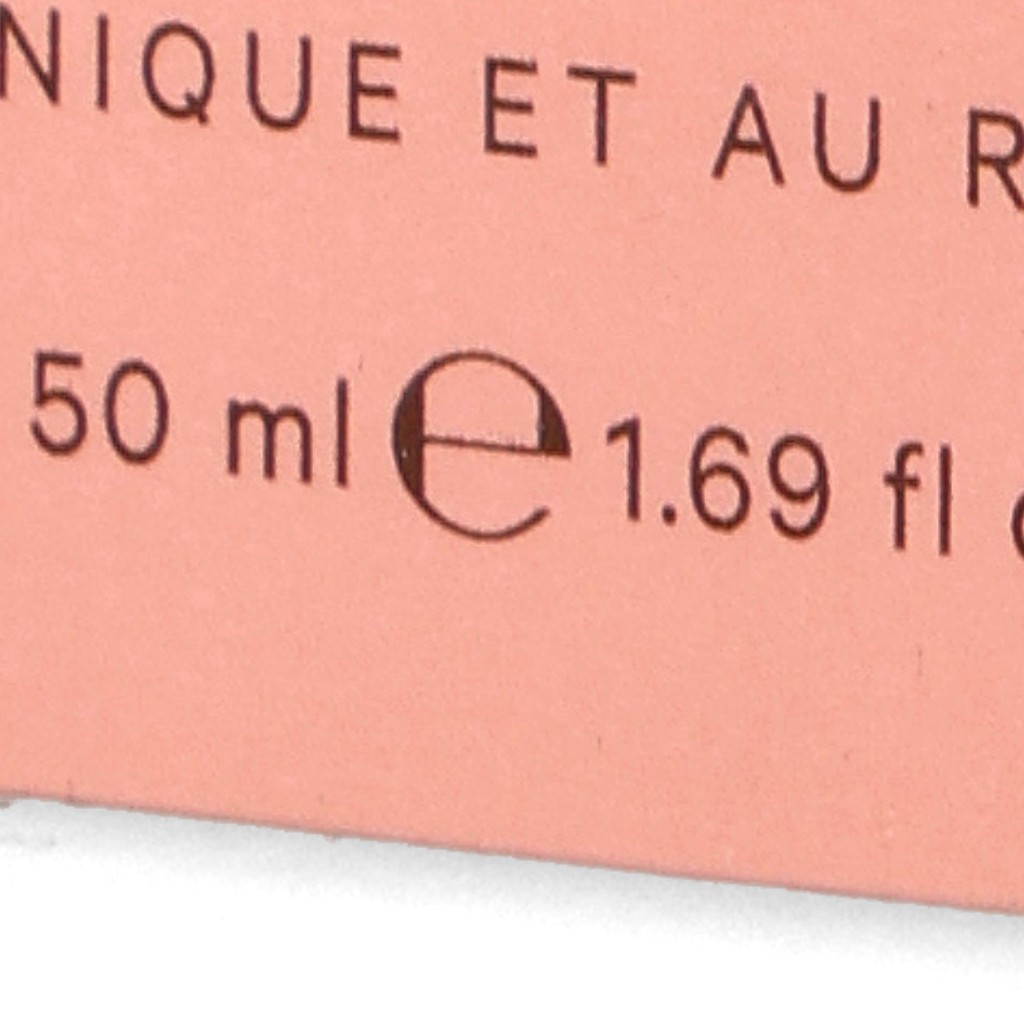 NIQUE ET AU R
50 ml ℮ 1.69 fl